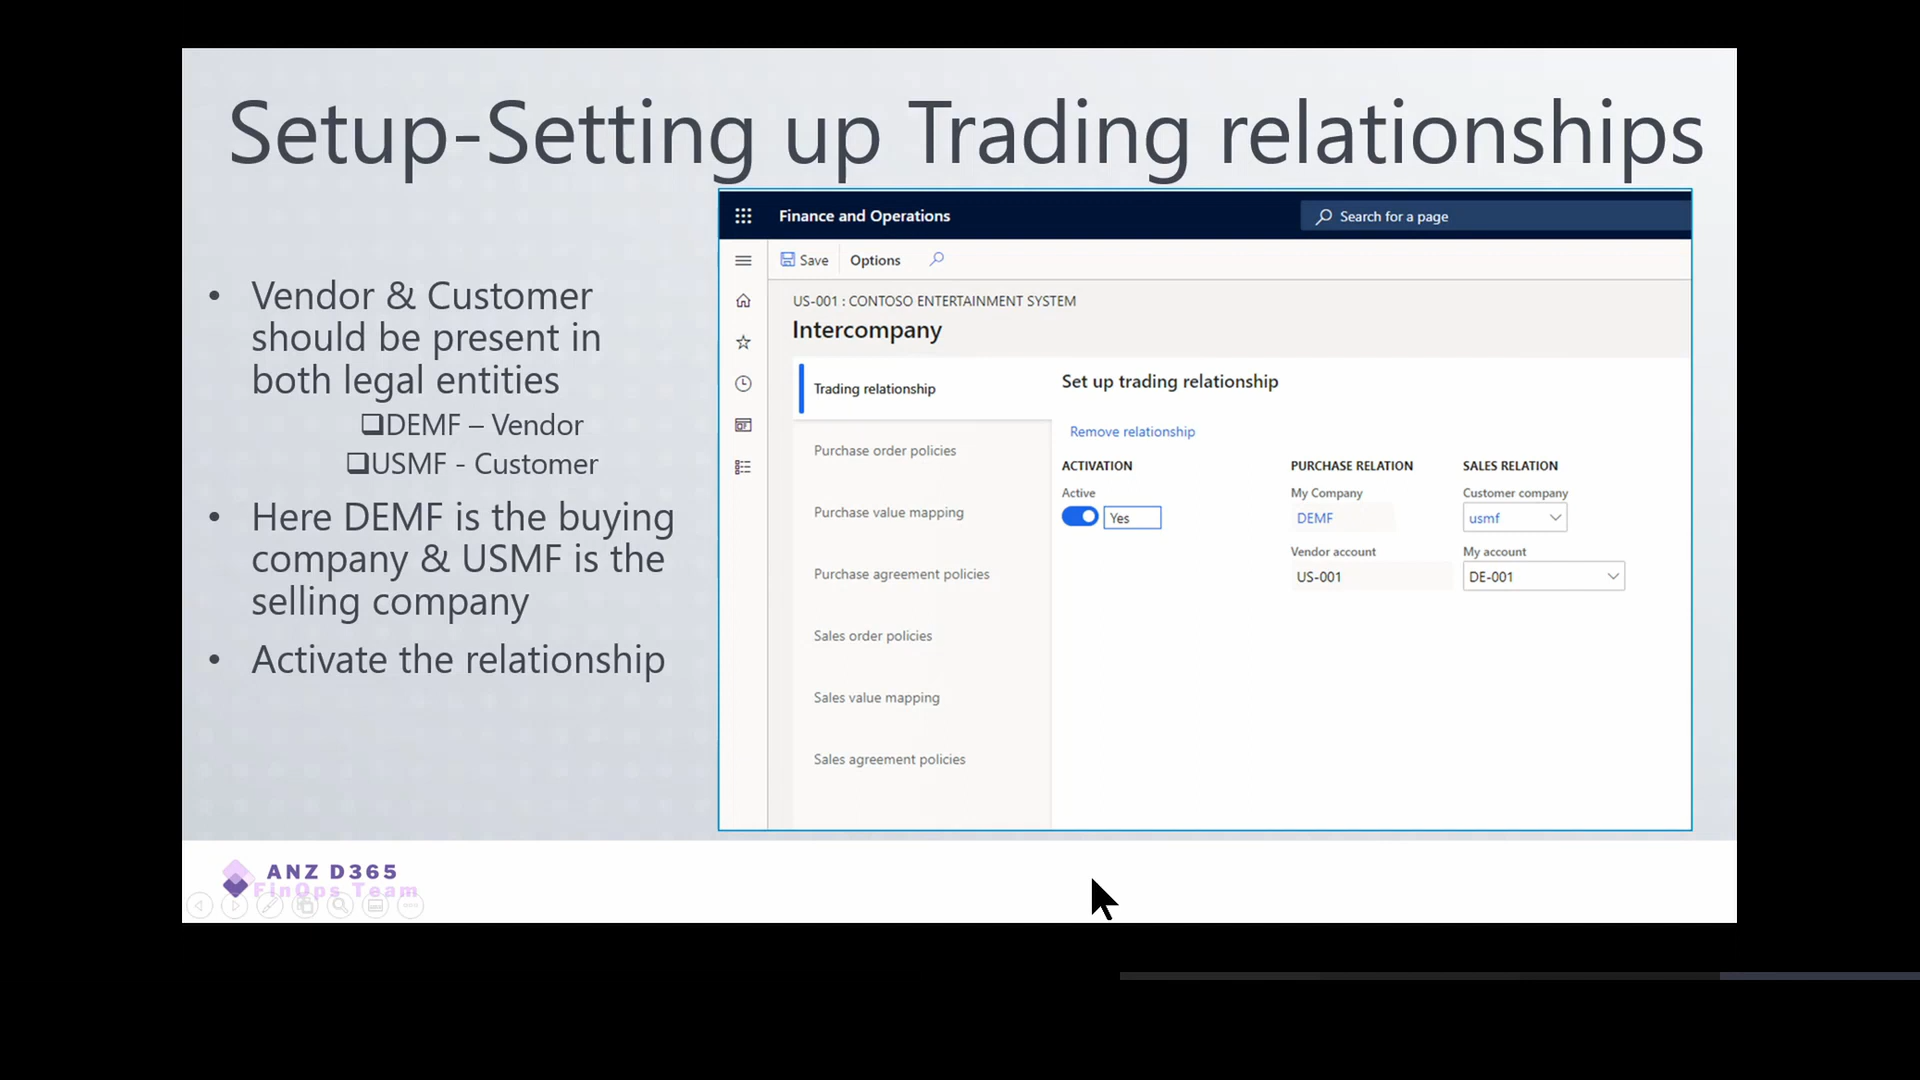 Setup-Setting up Trading relationships
• Vendor & Customer
should be present in
both legal entities
❑DEMF – Vendor
❑USMF - Customer
• Here DEMF is the buying
company & USMF is the
selling company
• Activate the relationship
Finance and Operations
Search for a page
Save
Options
US-001 : CONTOSO ENTERTAINMENT SYSTEM
Intercompany
Trading relationship
Purchase order policies
Purchase value mapping
Purchase agreement policies
Sales order policies
Sales value mapping
Sales agreement policies
Set up trading relationship
Remove relationship
ACTIVATION
Active
Yes
PURCHASE RELATION
My Company
DEMF
Vendor account
US-001
SALES RELATION
Customer company
usmf
My account
DE-001
ANZ D365
FinOps Team